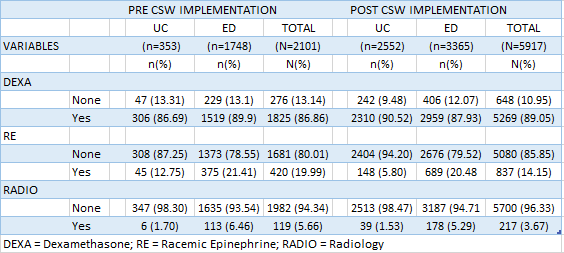 PRE CSW IMPLEMENTATION POST CSW IMPLEMENTATION
UC ED TOTAL UC ED TOTAL
VARIABLES (n=353) (n=1748) (N=2101) (n=2552) (n=3365) (N=5917)
n(%) n(%) N(%) n(%) n(%) N(%)
DEXA
None 47 (13.31) 229 (13.1) 276 (13.14) 242 (9.48) 406 (12.07) 648 (10.95)
Yes 306 (86.69) 1519 (89.9) 1825 (86.86) 2310 (90.52) 2959 (87.93) 5269 (89.05)
RE
None 308 (87.25) 1373 (78.55) 1681 (80.01) 2404 (94.20) 2676 (79.52) 5080 (85.85)
Yes 45 (12.75) 375 (21.41) 420 (19.99) 148 (5.80) 689 (20.48 837 (14.15)
RADIO
None 347 (98.30) 1635 (93.54) 1982 (94.34) 2513 (98.47) 3187 (94.71 5700 (96.33)
Yes 6 (1.70) 113 (6.46) 119 (5.66) 39 (1.53) 178 (5.29) 217 (3.67)
DEXA = Dexamethasone; RE = Racemic Epinephrine; RADIO = Radiology